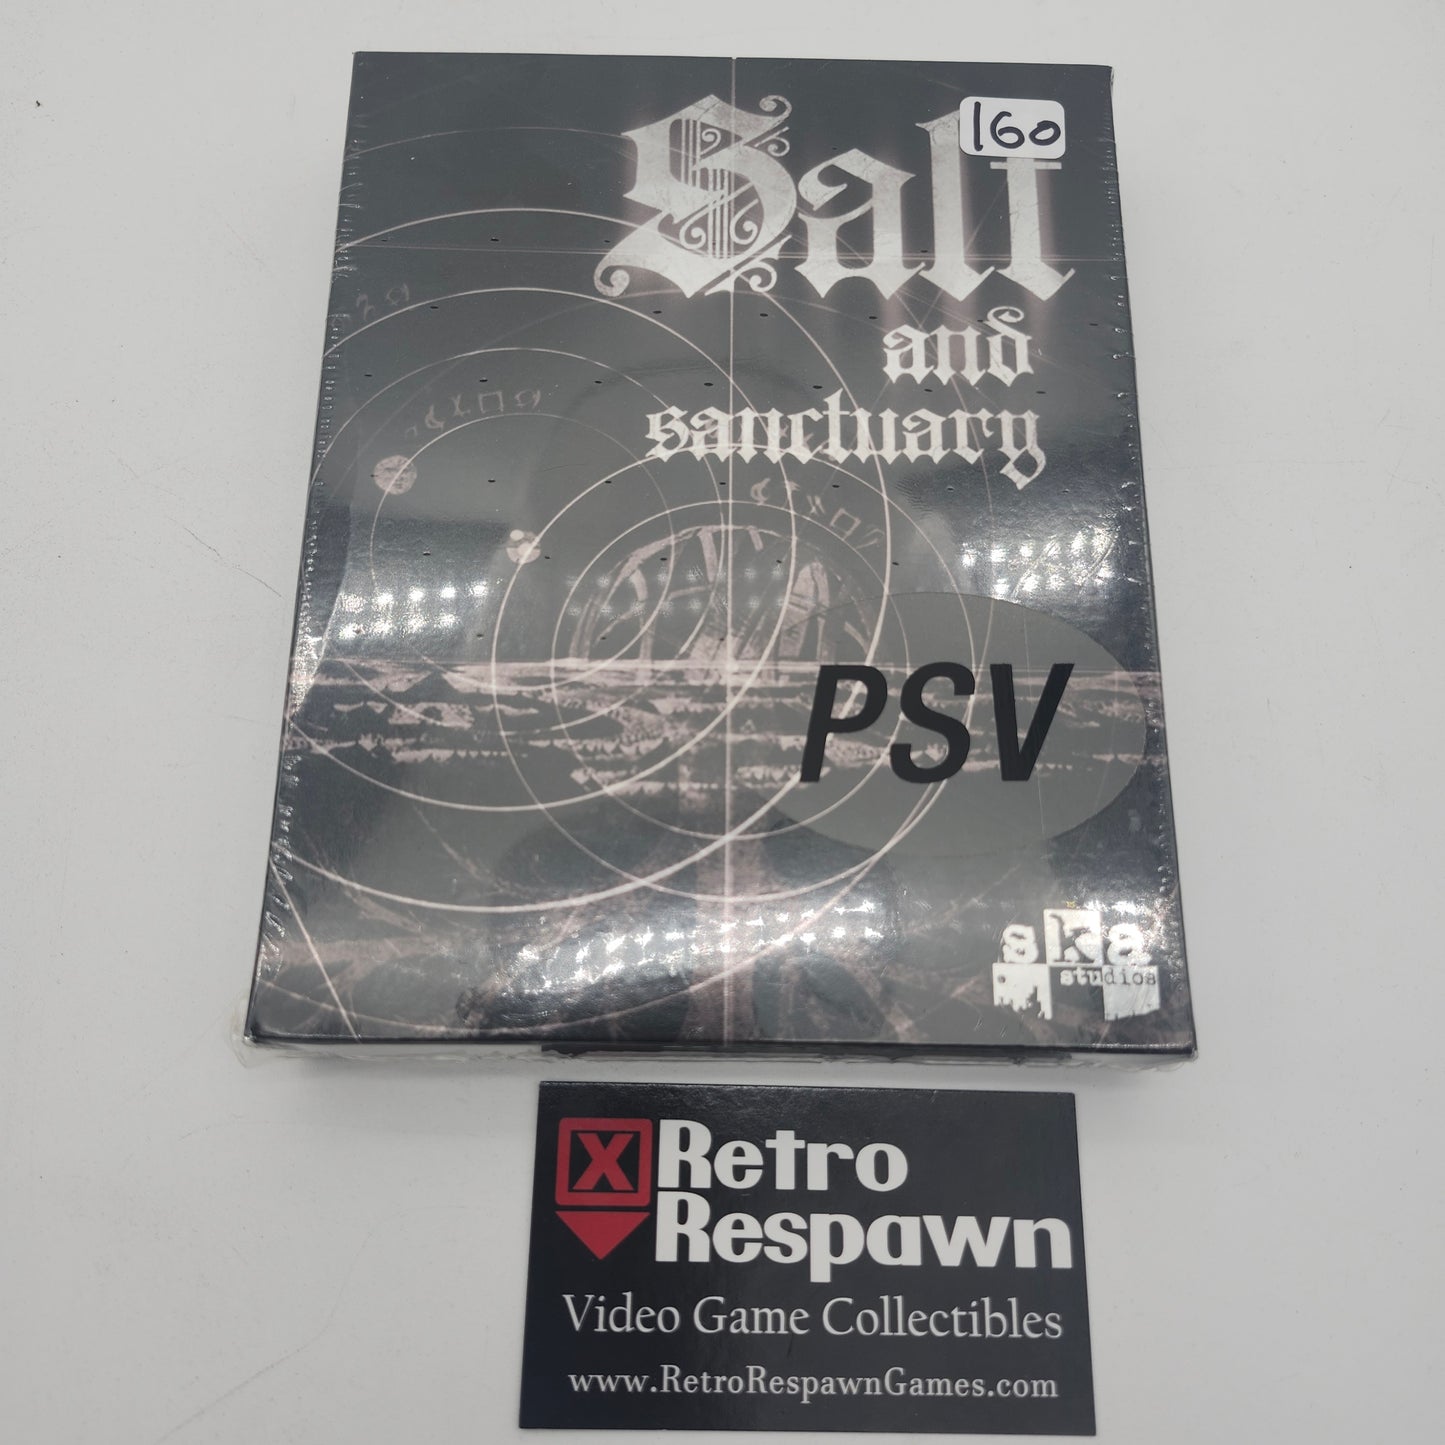 160
Salt
and
sanctuary
PSV
ska
studios
X Retro
Respawn
Video Game Collectibles
www.RetroRespawnGames.com